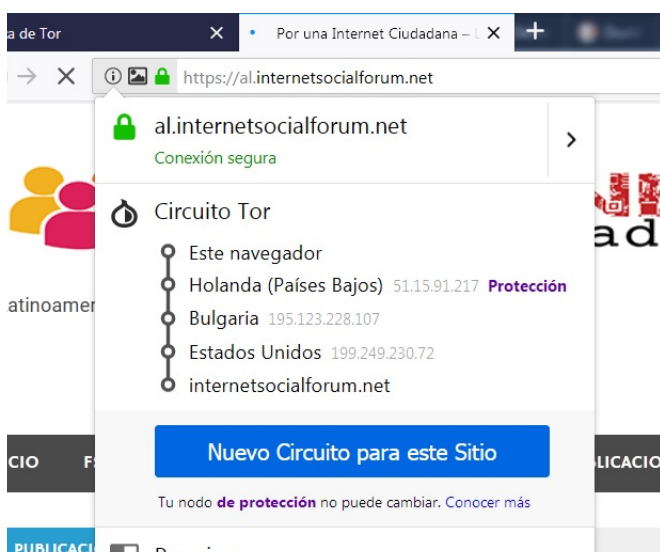 a de Tor
Por una Internet Ciudadana – L
https://al.internetsocialforum.net
al.internetsocialforum.net
Conexión segura
Circuito Tor
Este navegador
Holanda (Países Bajos) 51.15.91.217 Protección
Bulgaria 195.123.228.107
Estados Unidos 199.249.230.72
internetsocialforum.net
atinoamer
ad
Nuevo Circuito para este Sitio
CIO
FS
LICACIO
Tu nodo de protección no puede cambiar. Conocer más
PUBLICACI